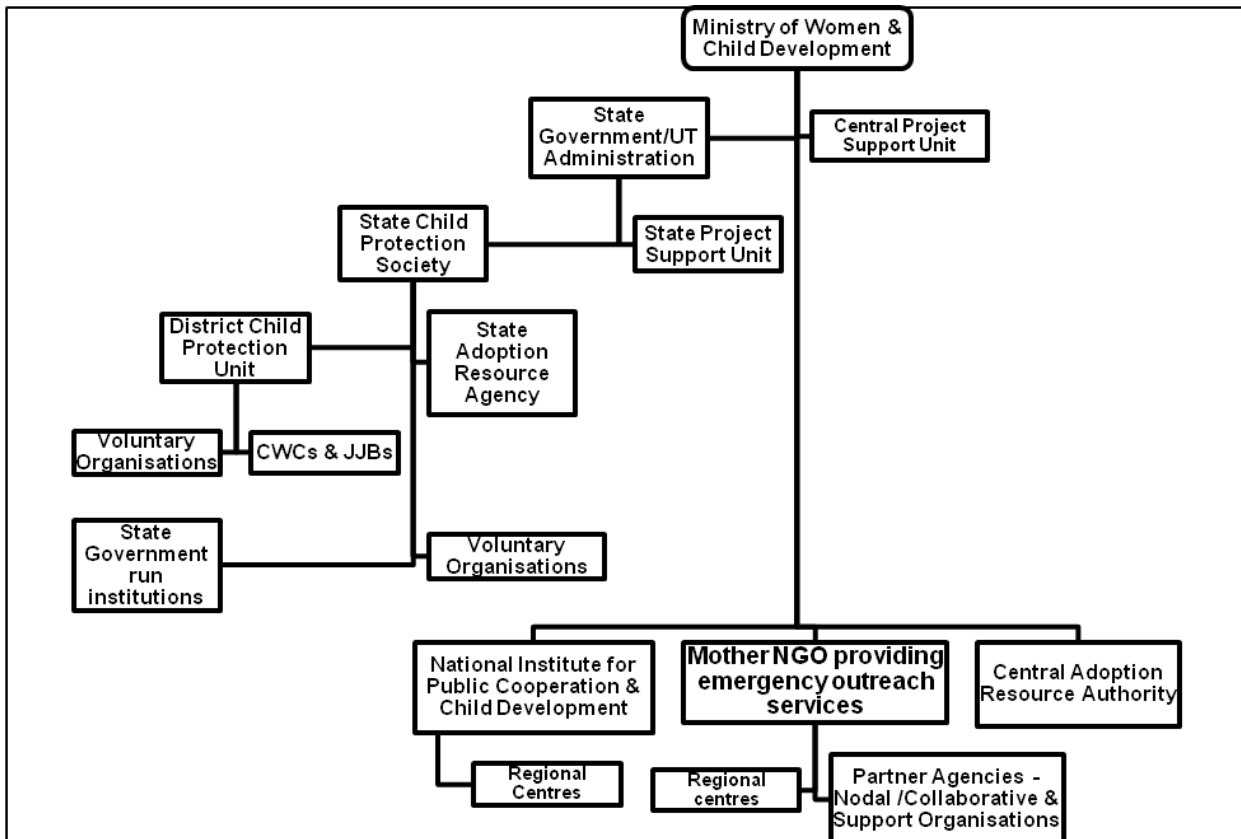 Ministry of Women &
Child Development
State
Government/UT
Administration
Central Project
Support Unit
State Child
Protection
Society
State Project
Support Unit
District Child
Protection
Unit
State
Adoption
Resource
Agency
Voluntary
Organisations
CWCs & JJBs
State
Government
run
institutions
Voluntary
Organisations
National Institute for
Public Cooperation &
Child Development
Mother NGO providing
emergency outreach
services
Central Adoption
Resource Authority
Regional
Centres
Regional
centres
Partner Agencies -
Nodal /Collaborative &
Support Organisations